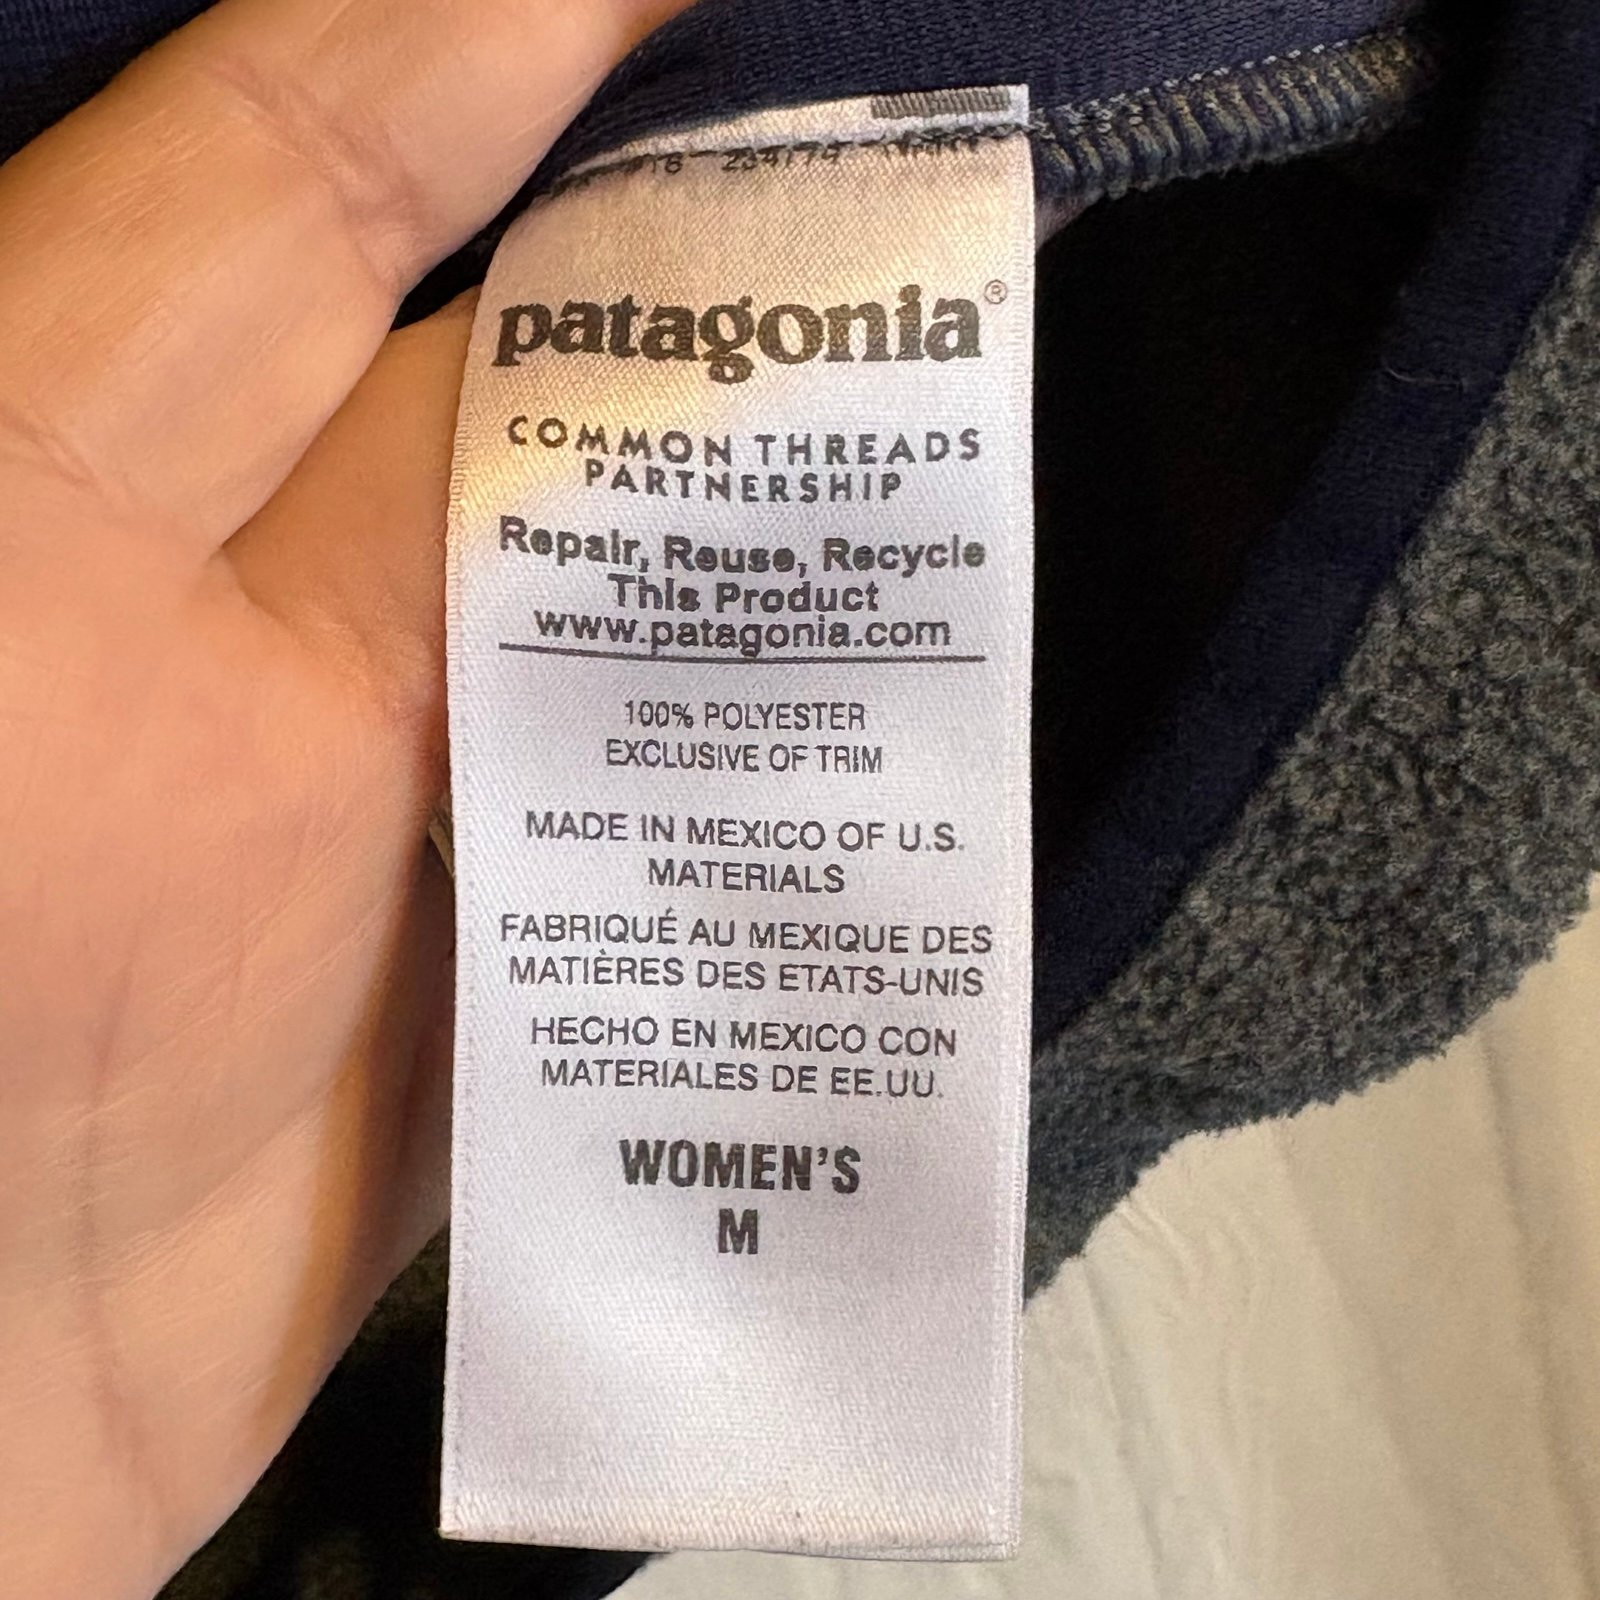 patagonia®
COMMON THREADS
PARTNERSHIP
Repair, Reuse, Recycle
This Product
www.patagonia.com
100% POLYESTER
EXCLUSIVE OF TRIM
MADE IN MEXICO OF U.S.
MATERIALS
FABRIQUÉ AU MEXIQUE DES
MATIÈRES DES ETATS-UNIS
HECHO EN MEXICO CON
MATERIALES DE EE.UU.
WOMEN'S
M